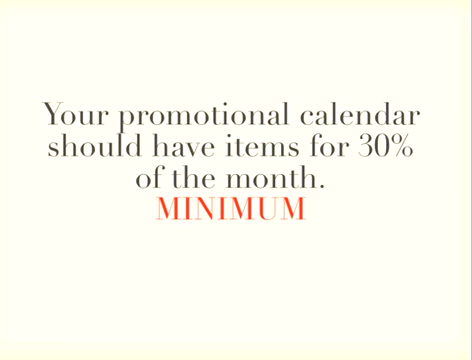 Your promotional calendar
should have items for 30%
of the month.
MINIMUM